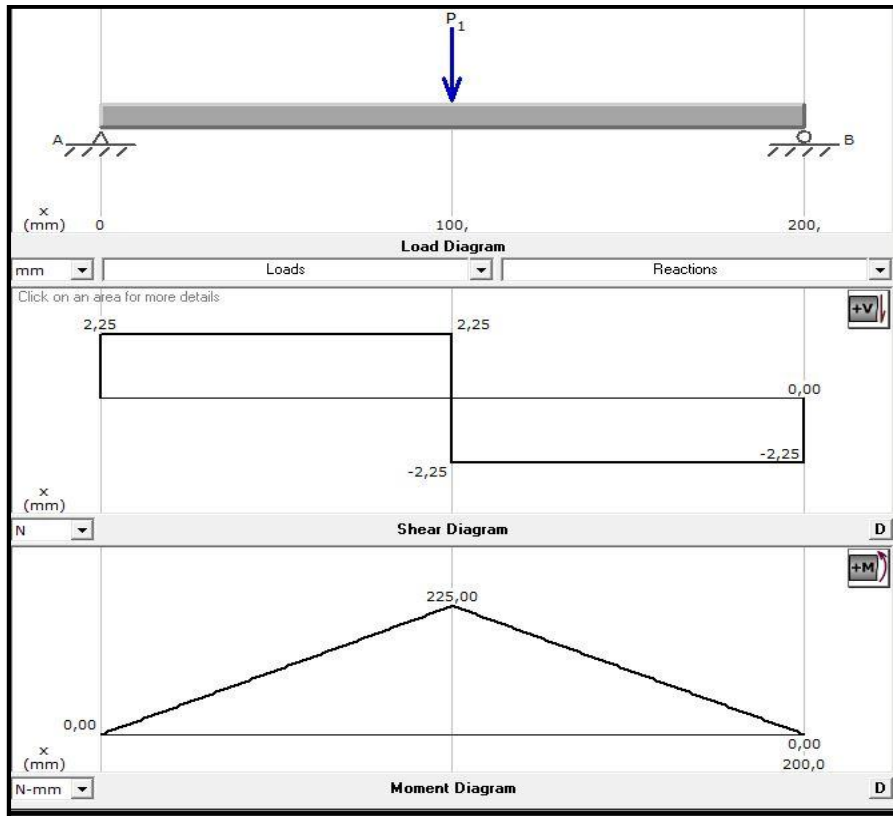 P1
A
B
x
(mm)
0
100,
200,
Load Diagram
mm
Loads
Reactions
Click on an area for more details
+V
2,25
2,25
0,00
-2,25
-2,25
x
(mm)
N
Shear Diagram
D
+M
225,00
0,00
0,00
x
(mm)
200,0
N-mm
Moment Diagram
D